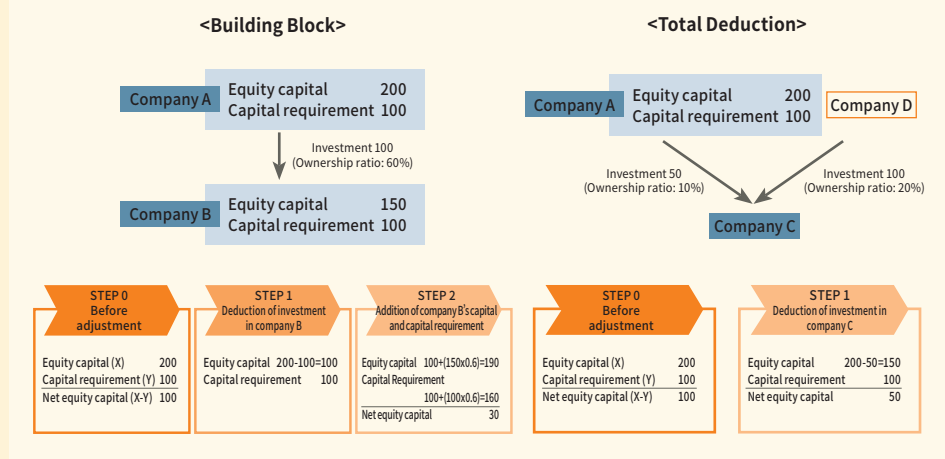 <Building Block>
Company A
Equity capital 200
Capital requirement 100
Investment 100
(Ownership ratio: 60%)
Company B
Equity capital 150
Capital requirement 100
STEP 0
Before
adjustment
Equity capital (X) 200
Capital requirement (Y) 100
Net equity capital (X-Y) 100
STEP 1
Deduction of investment
in company B
Equity capital 200-100=100
Capital requirement 100
STEP 2
Addition of company B's capital
and capital requirement
Equity capital 100+(150x0.6)=190
Capital Requirement
100+(100x0.6)=160
Net equity capital 30
<Total Deduction>
Company A
Equity capital 200
Capital requirement 100
Company D
Investment 50
(Ownership ratio: 10%)
Investment 100
(Ownership ratio: 20%)
Company C
STEP 0
Before
adjustment
Equity capital (X) 200
Capital requirement (Y) 100
Net equity capital (X-Y) 100
STEP 1
Deduction of investment in
company C
Equity capital 200-50=150
Capital requirement 100
Net equity capital 50